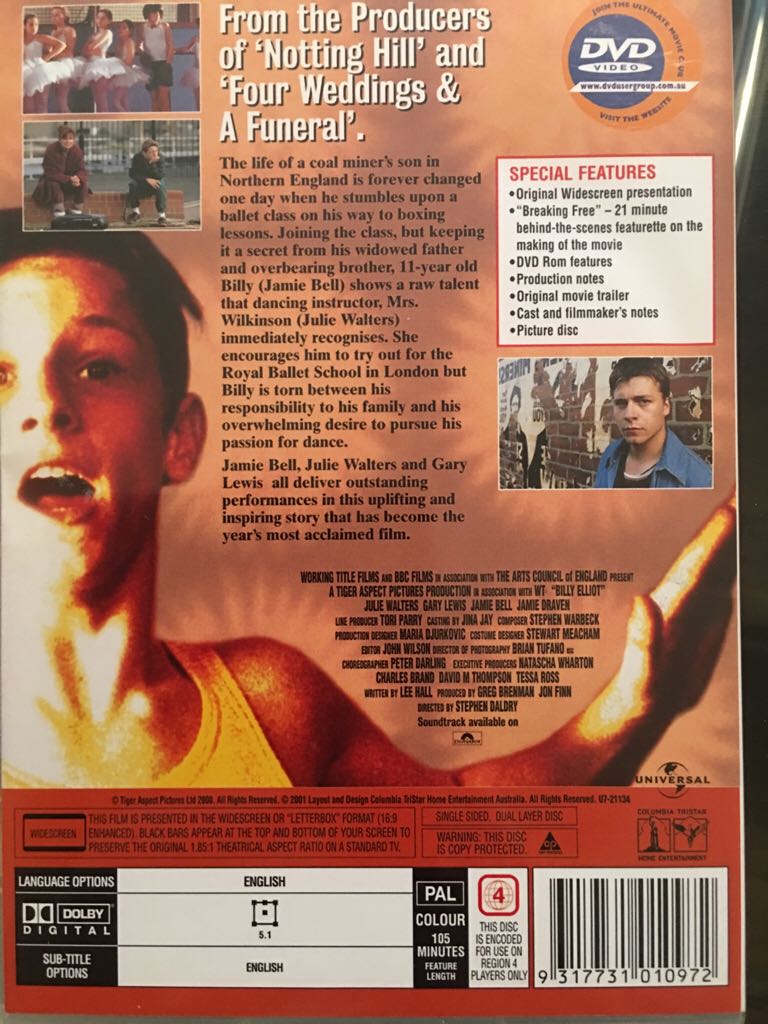 From the Producers
of 'Notting Hill' and
'Four Weddings &
A Funeral'.
JOIN THE ULTIMATE MOVIE CLUB
DVD
VIDEO
www.dvdusergroup.com.au
VISIT THE WEBSITE
The life of a coal miner's son in
Northern England is forever changed
one day when he stumbles upon a
ballet class on his way to boxing
lessons. Joining the class, but keeping
it a secret from his widowed father
and overbearing brother, 11-year old
Billy (Jamie Bell) shows a raw talent
that dancing instructor, Mrs.
Wilkinson (Julie Walters)
immediately recognises. She
encourages him to try out for the
Royal Ballet School in London but
Billy is torn between his
responsibility to his family and his
overwhelming desire to pursue his
passion for dance.
Jamie Bell, Julie Walters and Gary
Lewis all deliver outstanding
performances in this uplifting and
inspiring story that has become the
year's most acclaimed film.
SPECIAL FEATURES
•Original Widescreen presentation
•"Breaking Free" – 21 minute
behind-the-scenes featurette on the
making of the movie
•DVD Rom features
•Production notes
•Original movie trailer
•Cast and filmmaker's notes
•Picture disc
MINERS
WORKING TITLE FILMS AND BBC FILMS IN ASSOCIATION WITH THE ARTS COUNCIL OF ENGLAND PRESENT
A TIGER ASPECT PICTURES PRODUCTION IN ASSOCIATION WITH WT² "BILLY ELLIOT"
JULIE WALTERS GARY LEWIS JAMIE BELL JAMIE DRAVEN
LINE PRODUCER TORI PARRY CASTING BY JINA JAY COMPOSER STEPHEN WARBECK
PRODUCTION DESIGNER MARIA DJURKOVIC COSTUME DESIGNER STEWART MEACHAM
EDITOR JOHN WILSON DIRECTOR OF PHOTOGRAPHY BRIAN TUFANO BSC
CHOREOGRAPHER PETER DARLING EXECUTIVE PRODUCERS NATASCHA WHARTON
CHARLES BRAND DAVID M THOMPSON TESSA ROSS
WRITTEN BY LEE HALL PRODUCED BY GREG BRENMAN JON FINN
DIRECTED BY STEPHEN DALDRY
Soundtrack available on
Polydor
UNIVERSAL
© Tiger Aspect Pictures Ltd 2000. All Rights Reserved. © 2001 Layout and Design Columbia TriStar Home Entertainment Australia. All Rights Reserved. U7-21134
WIDESCREEN
THIS FILM IS PRESENTED IN THE WIDESCREEN OR "LETTERBOX" FORMAT (16:9
ENHANCED). BLACK BARS APPEAR AT THE TOP AND BOTTOM OF YOUR SCREEN TO
PRESERVE THE ORIGINAL 1.85:1 THEATRICAL ASPECT RATIO ON A STANDARD TV.
SINGLE SIDED, DUAL LAYER DISC
WARNING: THIS DISC
IS COPY PROTECTED.
CP
COLUMBIA TRISTAR
HOME ENTERTAINMENT
LANGUAGE OPTIONS
ENGLISH
DOLBY
DIGITAL
5.1
SUB-TITLE
OPTIONS
ENGLISH
PAL
COLOUR
105
MINUTES
FEATURE
LENGTH
4
THIS DISC
IS ENCODED
FOR USE ON
REGION 4
PLAYERS ONLY
9 317731 010972